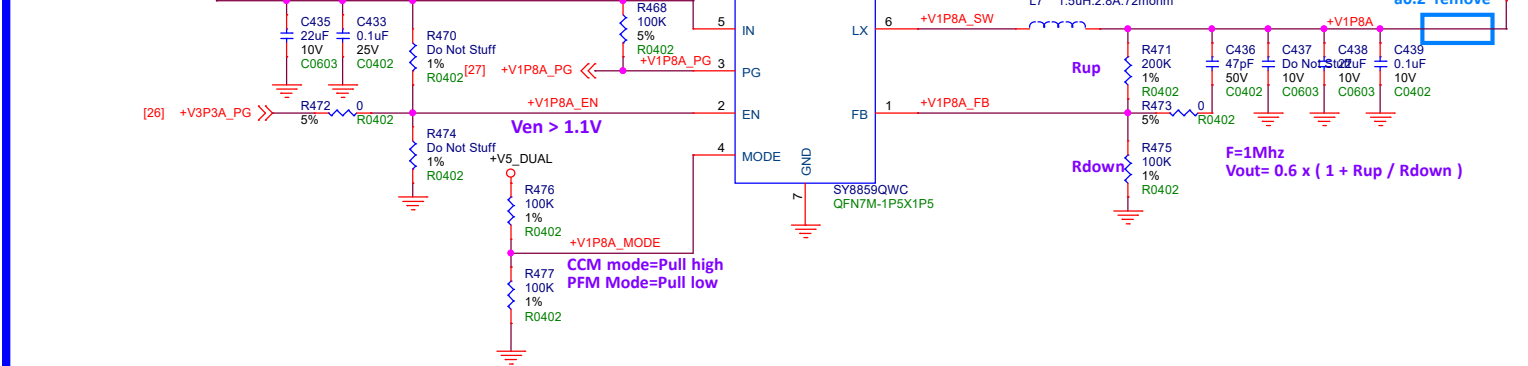 a0.2 remove
L7 1.5uH.2.8A.72mohm
C435
22uF
10V
C0603
C433
0.1uF
25V
C0402
R470
Do Not Stuff
1%
R0402
R468
100K
5%
R0402
[27] +V1P8A_PG
+V1P8A_PG
5
IN
3
PG
2
EN
4
MODE
LX
6
FB
1
GND
7
SY8859QWC
QFN7M-1P5X1P5
+V1P8A_SW
+V1P8A
R471
200K
1%
R0402
Rup
C436
47pF
50V
C0402
C437
Do Not Stuff
10V
C0603
C438
22uF
10V
C0603
C439
0.1uF
10V
C0402
[26] +V3P3A_PG
R472 0
5% R0402
+V1P8A_EN
Ven > 1.1V
+V1P8A_FB
R473 0
5% R0402
R474
Do Not Stuff
1%
R0402
+V5_DUAL
R476
100K
1%
R0402
+V1P8A_MODE
CCM mode=Pull high
PFM Mode=Pull low
R477
100K
1%
R0402
Rdown
R475
100K
1%
R0402
F=1Mhz
Vout= 0.6 x ( 1 + Rup / Rdown )